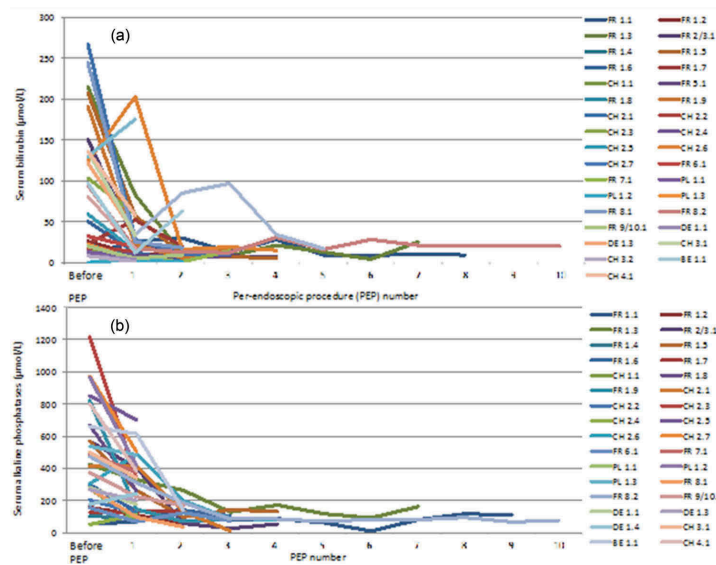 (a)
Serum bilirubin (µmol/L)
300
250
200
150
100
50
0
Before PEP
1
2
3
4
5
6
7
8
9
10
Per-endoscopic procedure (PEP) number
FR 1.1
FR 1.2
FR 1.3
FR 2/3.1
FR 1.4
FR 1.5
FR 1.6
FR 1.7
CH 1.1
FR 5.1
FR 1.8
FR 1.9
CH 2.1
CH 2.2
CH 2.3
CH 2.4
CH 2.5
CH 2.6
CH 2.7
FR 6.1
FR 7.1
PL 1.1
PL 1.2
PL 1.3
FR 8.1
FR 8.2
FR 9/10.1
DE 1.1
DE 1.3
CH 3.1
CH 3.2
BE 1.1
CH 4.1
(b)
Serum alkaline phosphatases (µmol/L)
1400
1200
1000
800
600
400
200
0
Before PEP
1
2
3
4
5
6
7
8
9
10
PEP number
FR 1.1
FR 1.2
FR 1.3
FR 2/3.1
FR 1.4
FR 1.5
FR 1.6
FR 1.7
CH 1.1
FR 1.8
FR 1.9
CH 2.1
CH 2.2
CH 2.3
CH 2.4
CH 2.5
CH 2.6
CH 2.7
FR 6.1
FR 7.1
PL 1.1
PL 1.2
PL 1.3
FR 8.1
FR 8.2
FR 9/10
DE 1.1
DE 1.3
DE 1.4
CH 3.1
BE 1.1
CH 4.1